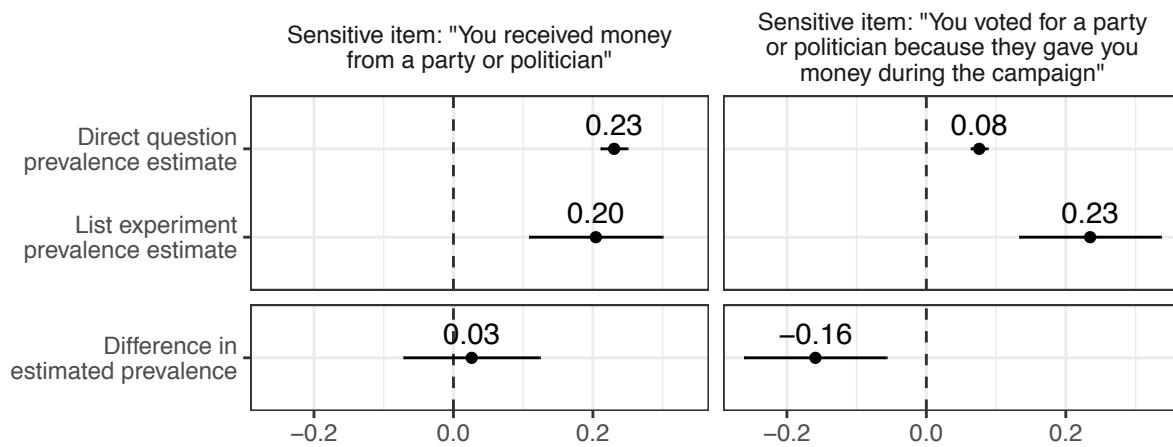 Sensitive item: "You received money
from a party or politician"
Sensitive item: "You voted for a party
or politician because they gave you
money during the campaign"
Direct question
prevalence estimate
0.23
0.08
List experiment
prevalence estimate
0.20
0.23
Difference in
estimated prevalence
0.03
−0.16
−0.2
0.0
0.2
−0.2
0.0
0.2